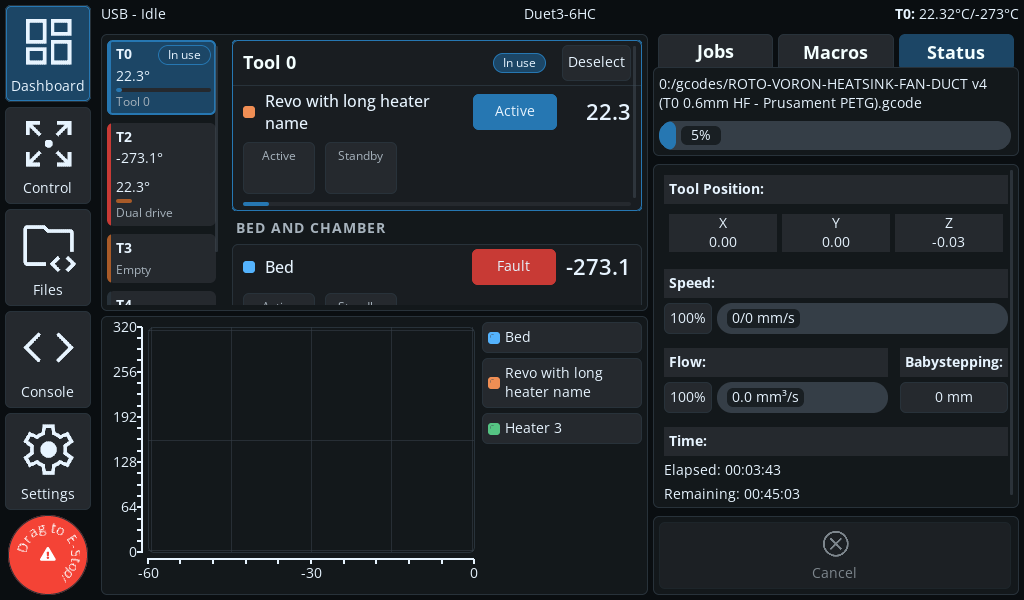 USB - Idle
Duet3-6HC
T0: 22.32°C/-273°C
Dashboard
Control
Files
Console
Settings
Drag to E-Stop!
T0
In use
22.3°
Tool 0
T2
-273.1°
22.3°
Dual drive
T3
Empty
T4
Tool 0
In use
Deselect
Revo with long heater
name
Active
22.3
Active
Standby
BED AND CHAMBER
Bed
Fault
-273.1
320
256
192
128
64
0
-60
-30
0
Bed
Revo with long
heater name
Heater 3
Jobs
Macros
Status
0:/gcodes/ROTO-VORON-HEATSINK-FAN-DUCT v4
(T0 0.6mm HF - Prusament PETG).gcode
5%
Tool Position:
X
0.00
Y
0.00
Z
-0.03
Speed:
100%
0/0 mm/s
Flow:
Babystepping:
100%
0.0 mm³/s
0 mm
Time:
Elapsed: 00:03:43
Remaining: 00:45:03
Cancel